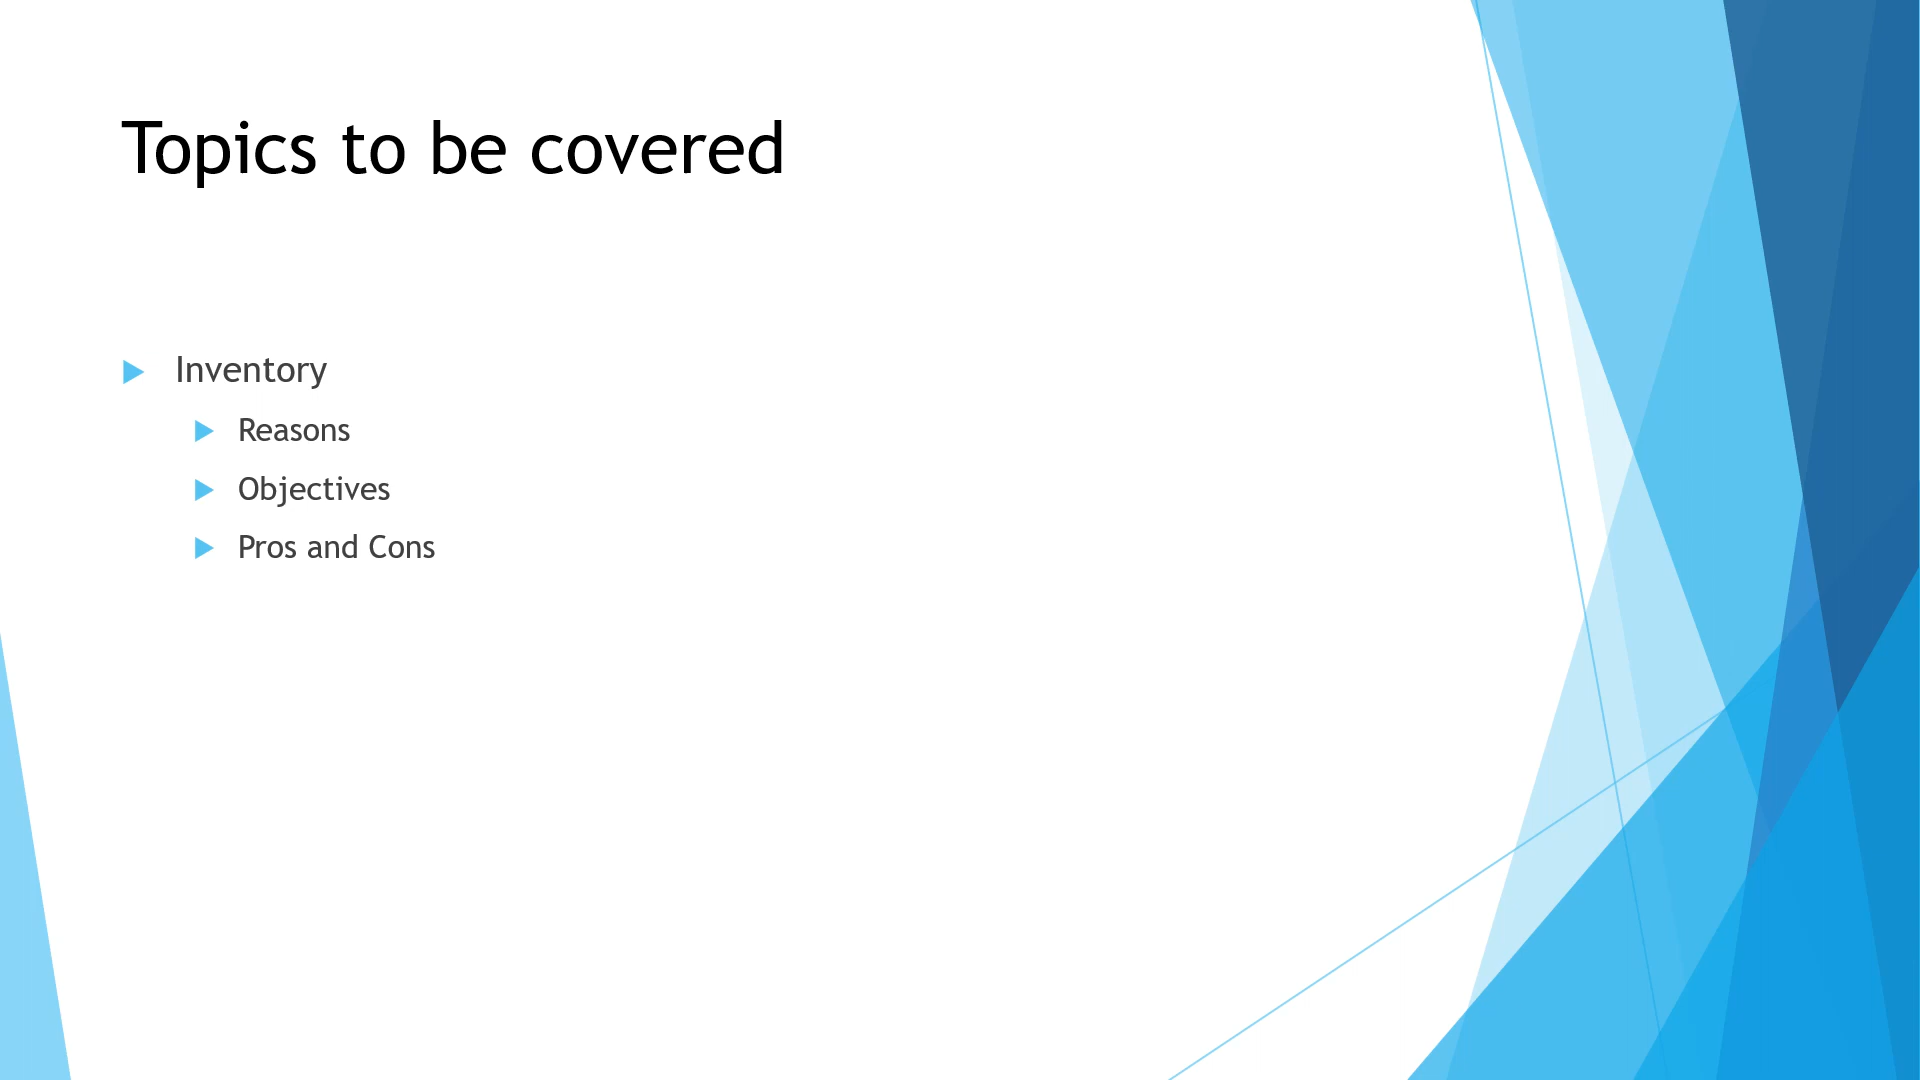 Topics to be covered
Inventory
Reasons
Objectives
Pros and Cons